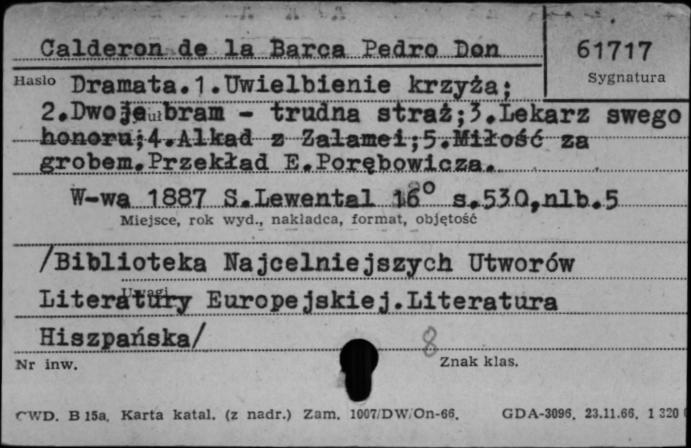 Calderon de la Barca Pedro Don
61717
Hasło Dramata.1.Uwielbienie krzyża;
Sygnatura
2.Dwoje bram - trudna straż;3.Lekarz swego
honoru;4.Alkad z Zalamei;5.Miłość za
grobem.Przekład E.Porębowicza.
W-wa 1887 S.Lewental 16° s.530,nlb.5
Miejsce, rok wyd., nakładca, format, objętość
/Biblioteka Najcelniejszych Utworów
Uwagi
Literatury Europejskiej.Literatura
Hiszpańska/
8
Nr inw.
Znak klas.
CWD. B 15a. Karta katal. (z nadr.) Zam. 1007/DW/On-66. GDA-3096. 23.11.66. 1 320